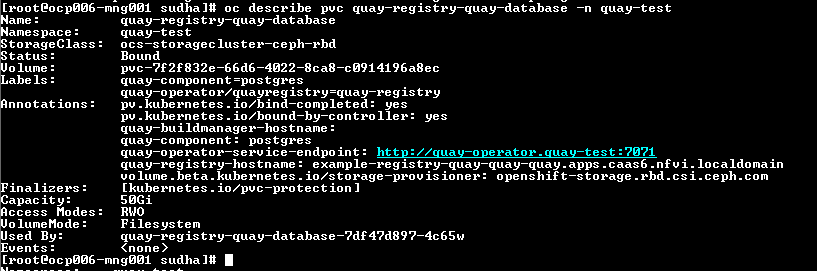 [root@ocp006-mng001 sudha]# oc describe pvc quay-registry-quay-database -n quay-test
Name:          quay-registry-quay-database
Namespace:     quay-test
StorageClass:  ocs-storagecluster-ceph-rbd
Status:        Bound
Volume:        pvc-7f2f832e-66d6-4022-8ca8-c0914196a8ec
Labels:        quay-component=postgres
               quay-operator/quayregistry=quay-registry
Annotations:   pv.kubernetes.io/bind-completed: yes
               pv.kubernetes.io/bound-by-controller: yes
               quay-buildmanager-hostname:
               quay-component: postgres
               quay-operator-service-endpoint: http://quay-operator.quay-test:7071
               quay-registry-hostname: example-registry-quay-quay-quay.apps.caas6.nfvi.localdomain
               volume.beta.kubernetes.io/storage-provisioner: openshift-storage.rbd.csi.ceph.com
Finalizers:    [kubernetes.io/pvc-protection]
Capacity:      50Gi
Access Modes:  RWO
VolumeMode:    Filesystem
Used By:       quay-registry-quay-database-7df47d897-4c65w
Events:        <none>
[root@ocp006-mng001 sudha]#
Namespace:    quay-test